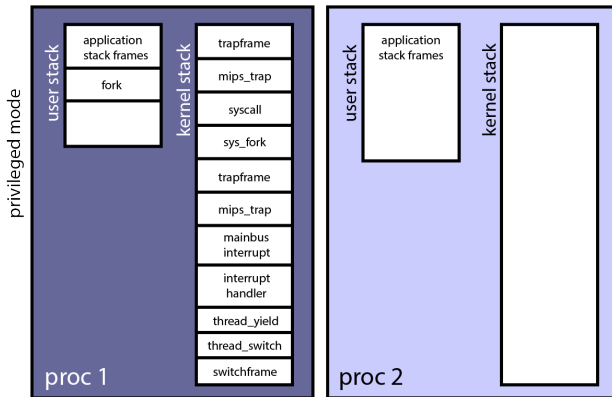 privileged mode
user stack
application
stack frames
fork
kernel stack
trapframe
mips_trap
syscall
sys_fork
trapframe
mips_trap
mainbus
interrupt
interrupt
handler
thread_yield
thread_switch
switchframe
proc 1
user stack
application
stack frames
kernel stack
proc 2